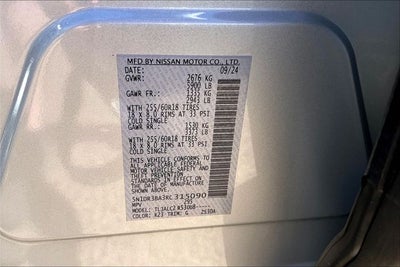 MFD BY NISSAN MOTOR CO., LTD.
DATE: 09/24
GVWR: 2676 KG
5900 LB
GAWR FR.: 1335 KG
2943 LB
WITH 255/60R18 TIRES
18 X 8.0 RIMS AT 33 PSI
COLD SINGLE
GAWR RR.: 1530 KG
3373 LB
WITH 255/60R18 TIRES
18 X 8.0 RIMS AT 33 PSI
COLD SINGLE
THIS VEHICLE CONFORMS TO
ALL APPLICABLE FEDERAL
MOTOR VEHICLE SAFETY AND
THEFT PREVENTION
STANDARDS IN EFFECT ON THE
DATE OF MANUFACTURE
SHOWN ABOVE.
5N1DR3BA3RC315090
MPV
MODEL:
COLOR: K23 TRIM: G